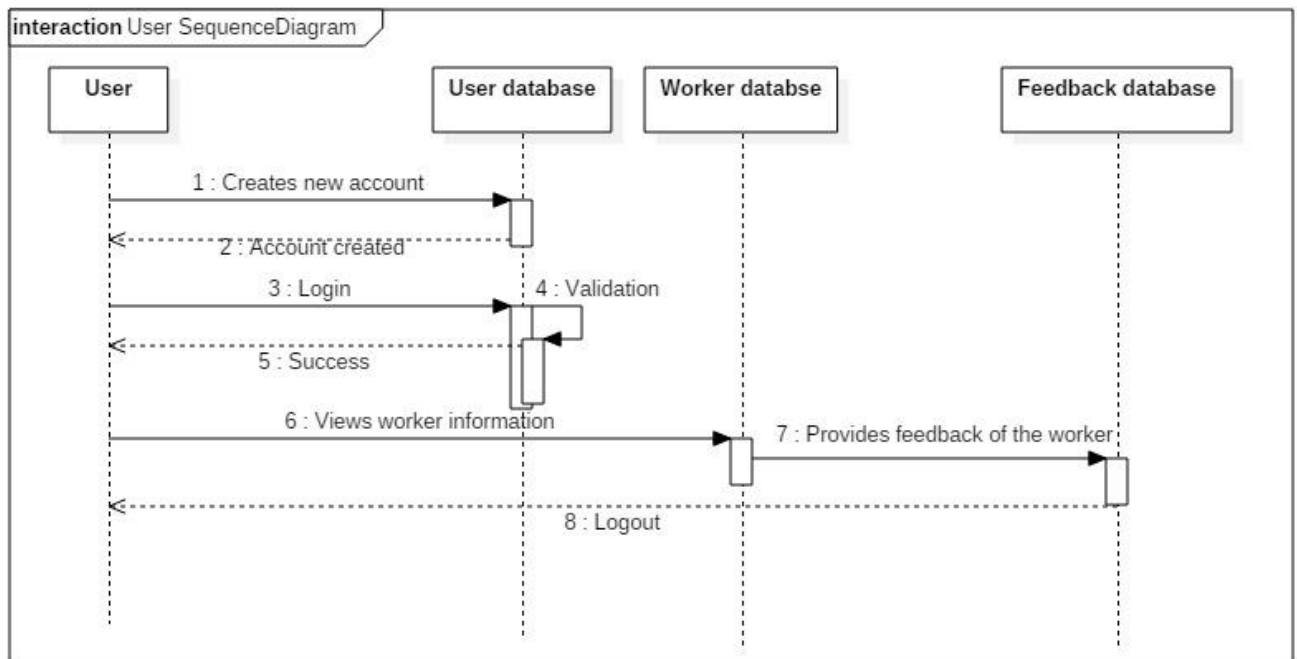 interaction User SequenceDiagram
User
User database
Worker databse
Feedback database
1 : Creates new account
2 : Account created
3 : Login
4 : Validation
5 : Success
6 : Views worker information
7 : Provides feedback of the worker
8 : Logout